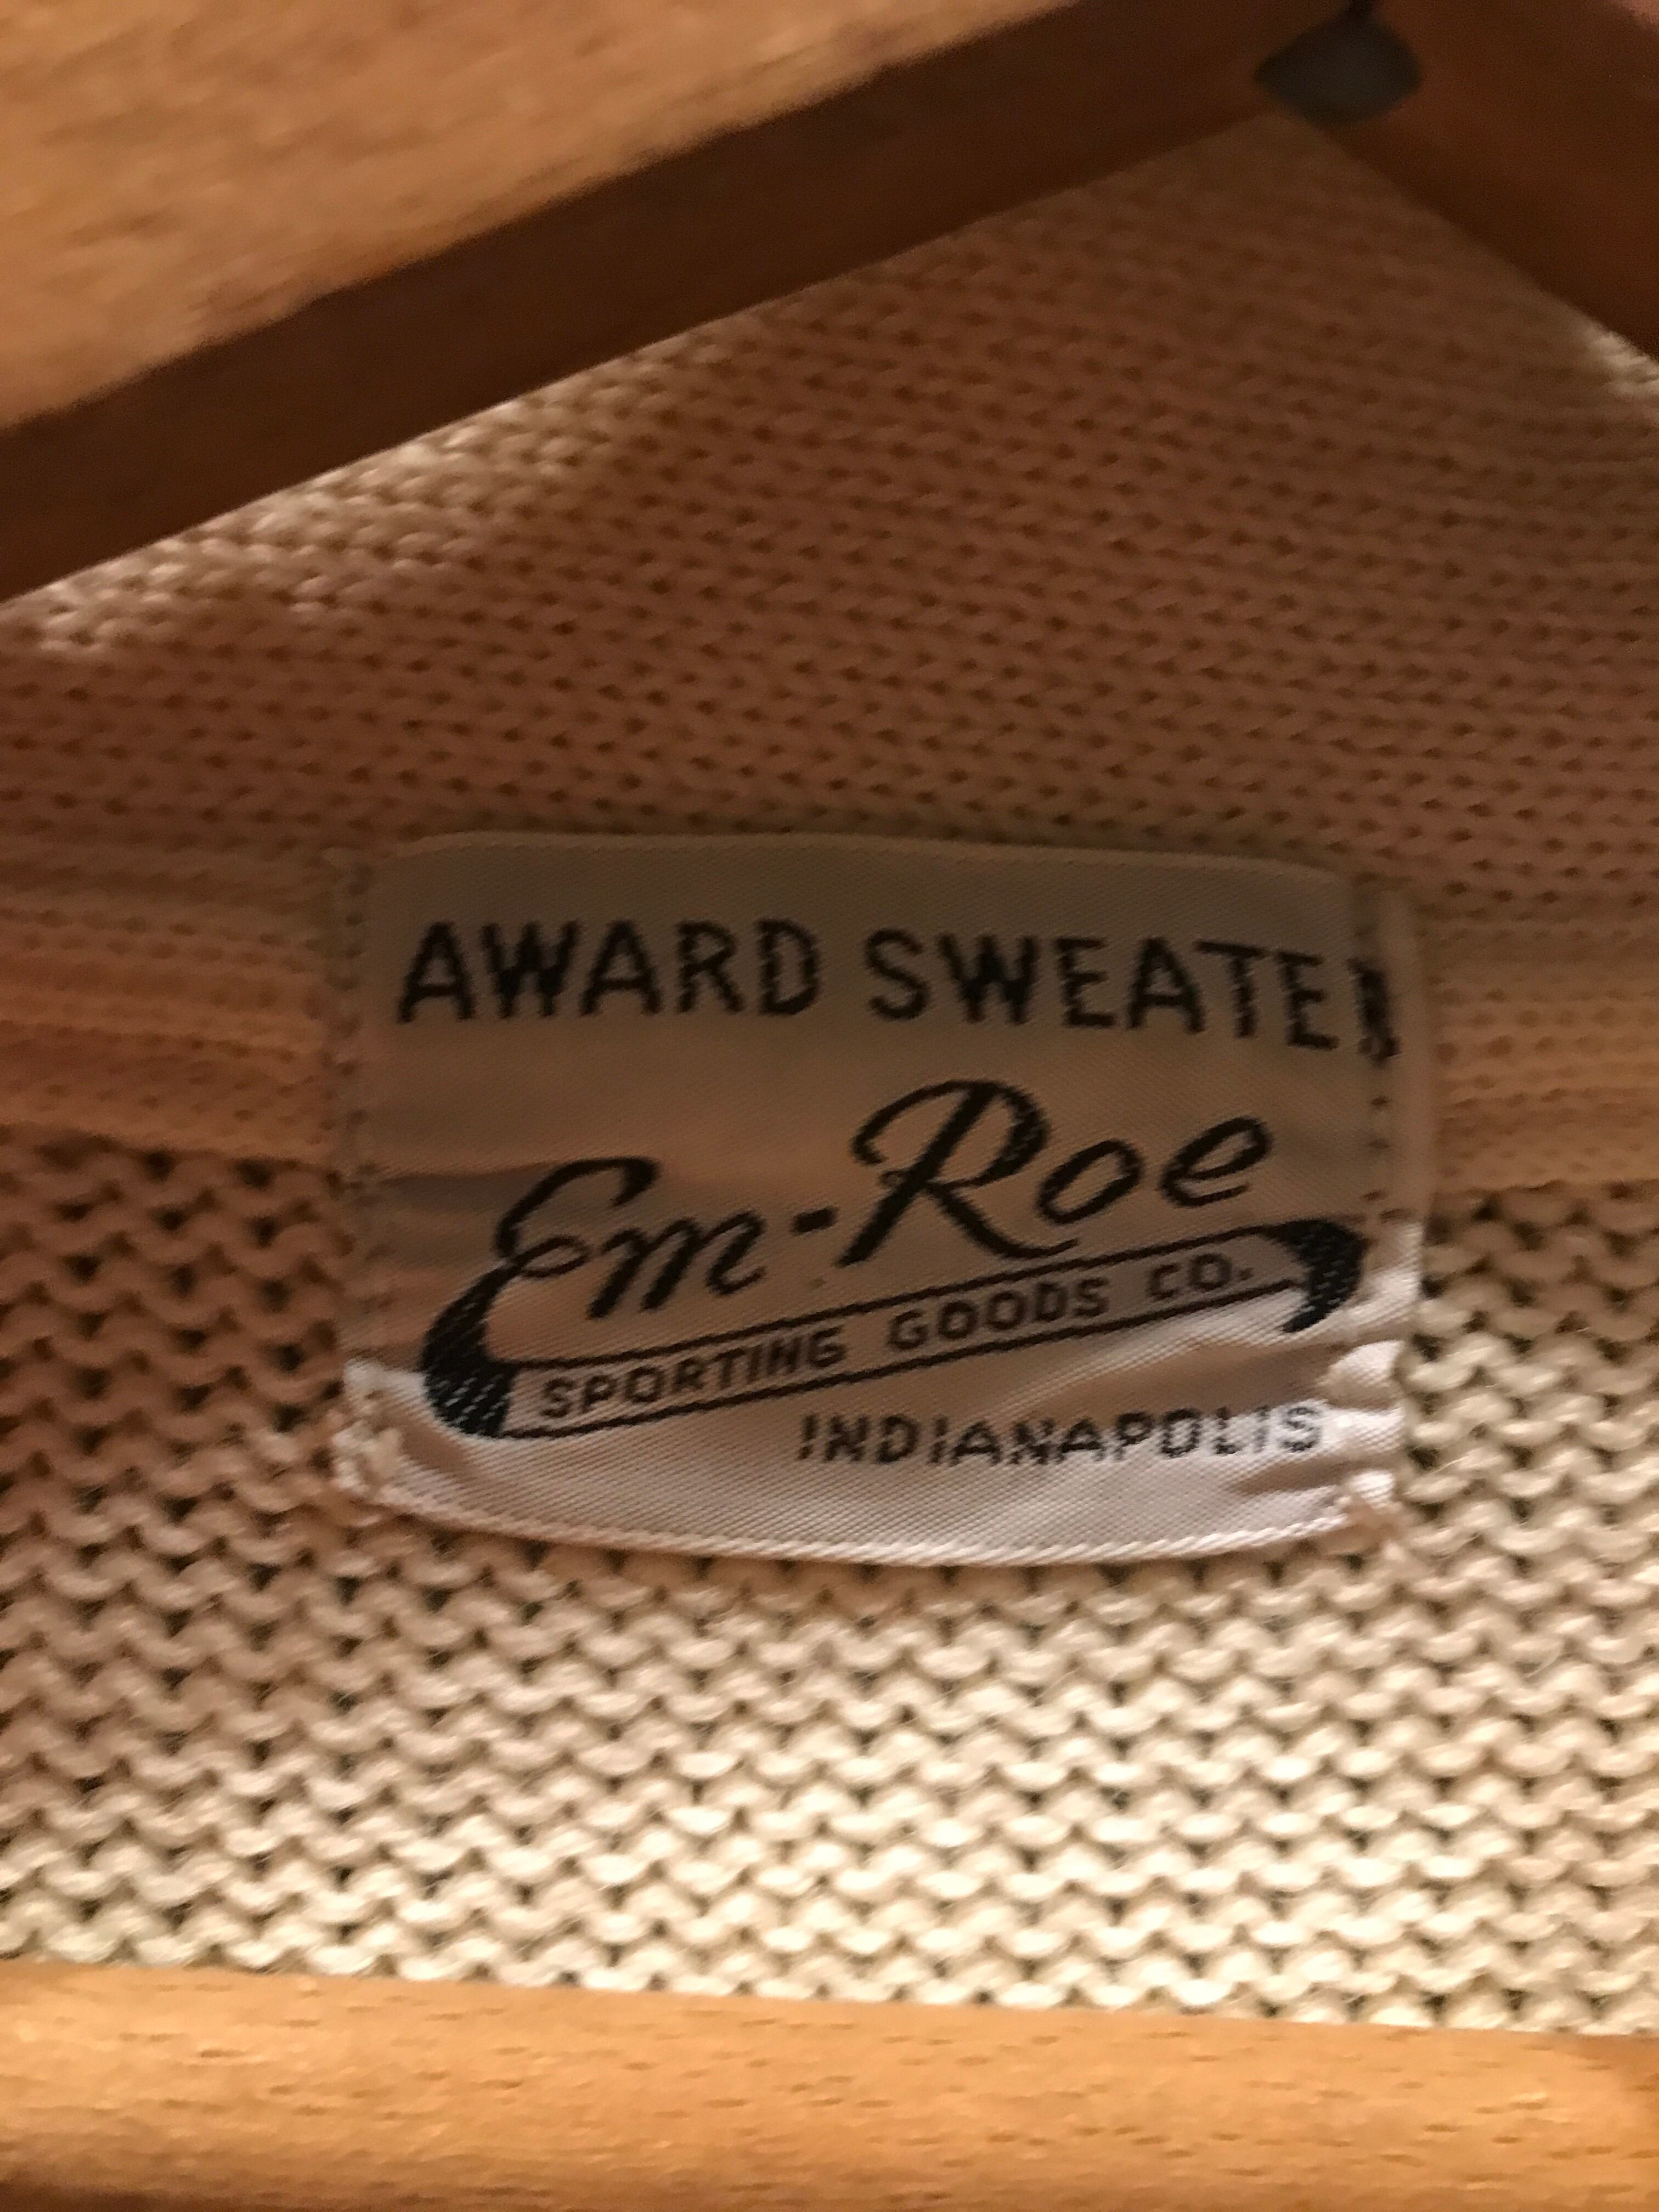 AWARD SWEATER
Em-Roe
SPORTING GOODS CO.
INDIANAPOLIS